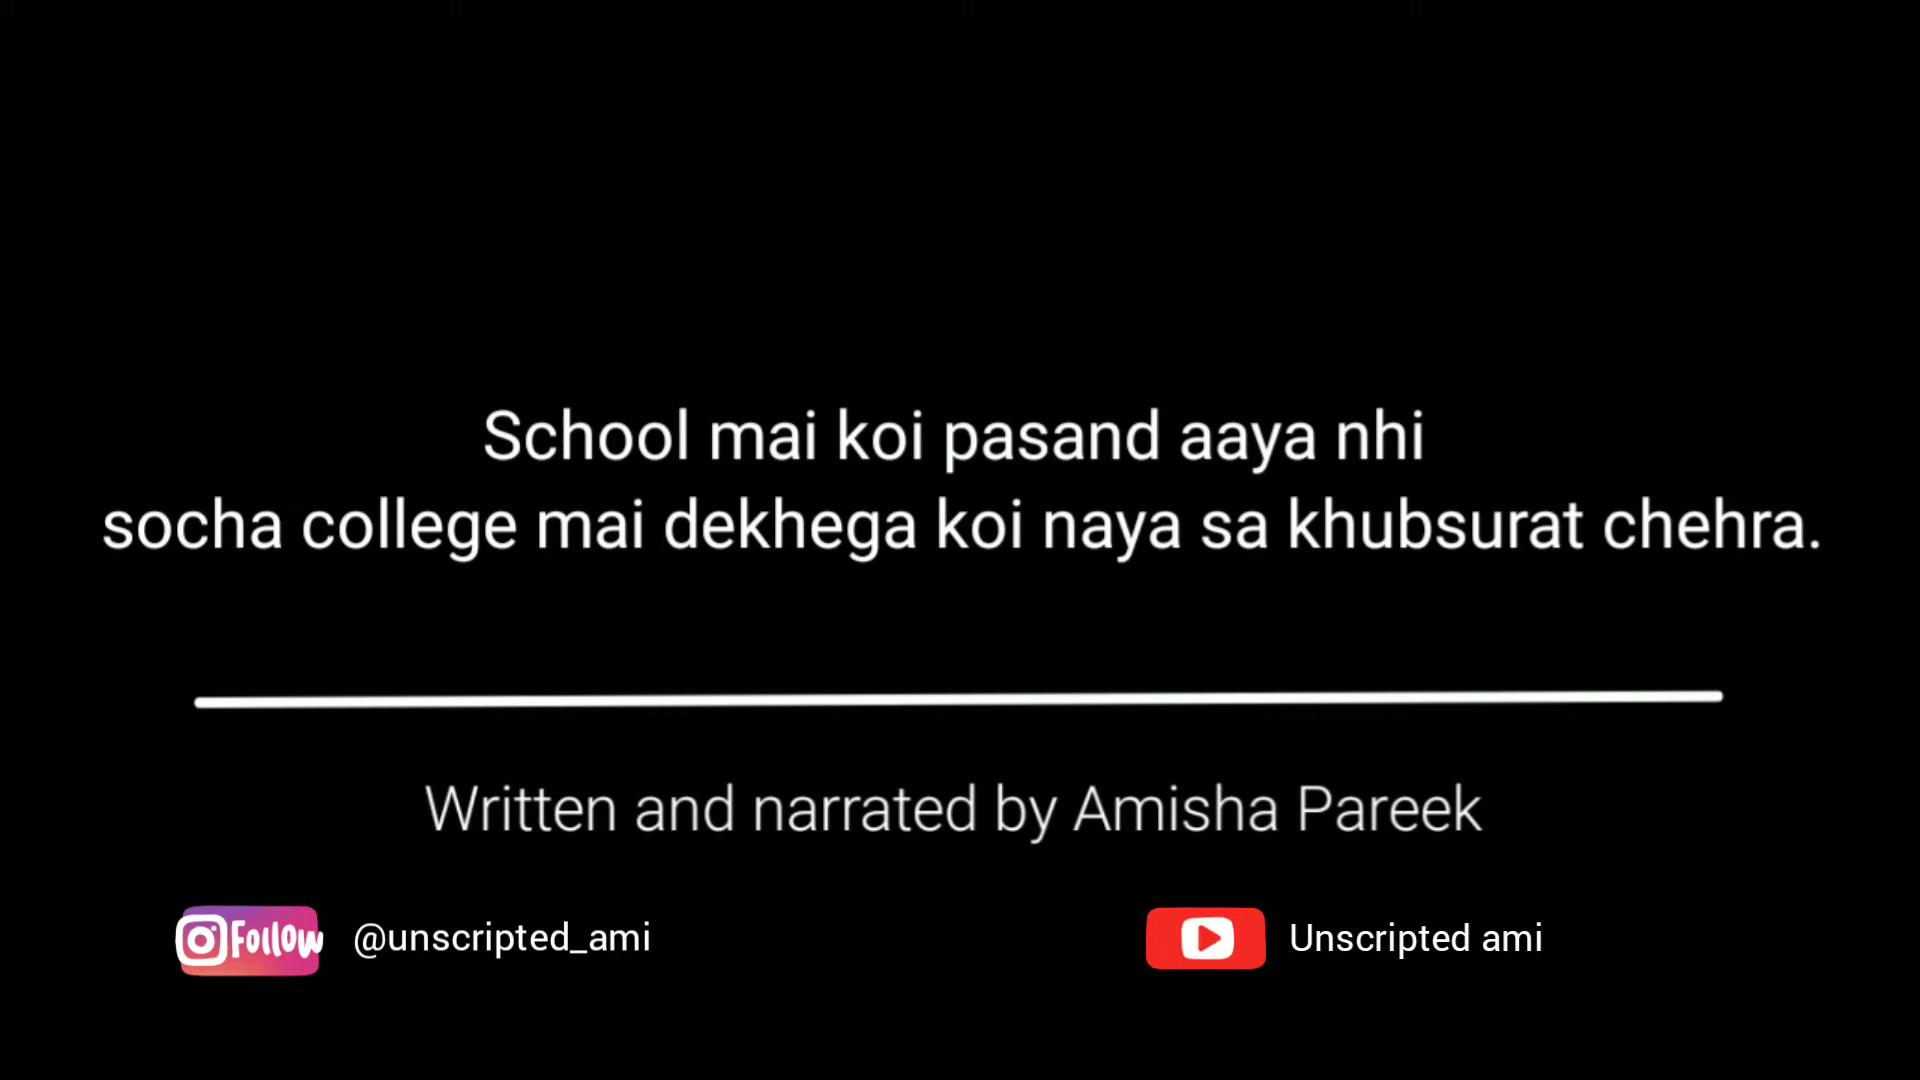 School mai koi pasand aaya nhi
socha college mai dekhega koi naya sa khubsurat chehra.
Written and narrated by Amisha Pareek
Follow @unscripted_ami Unscripted ami